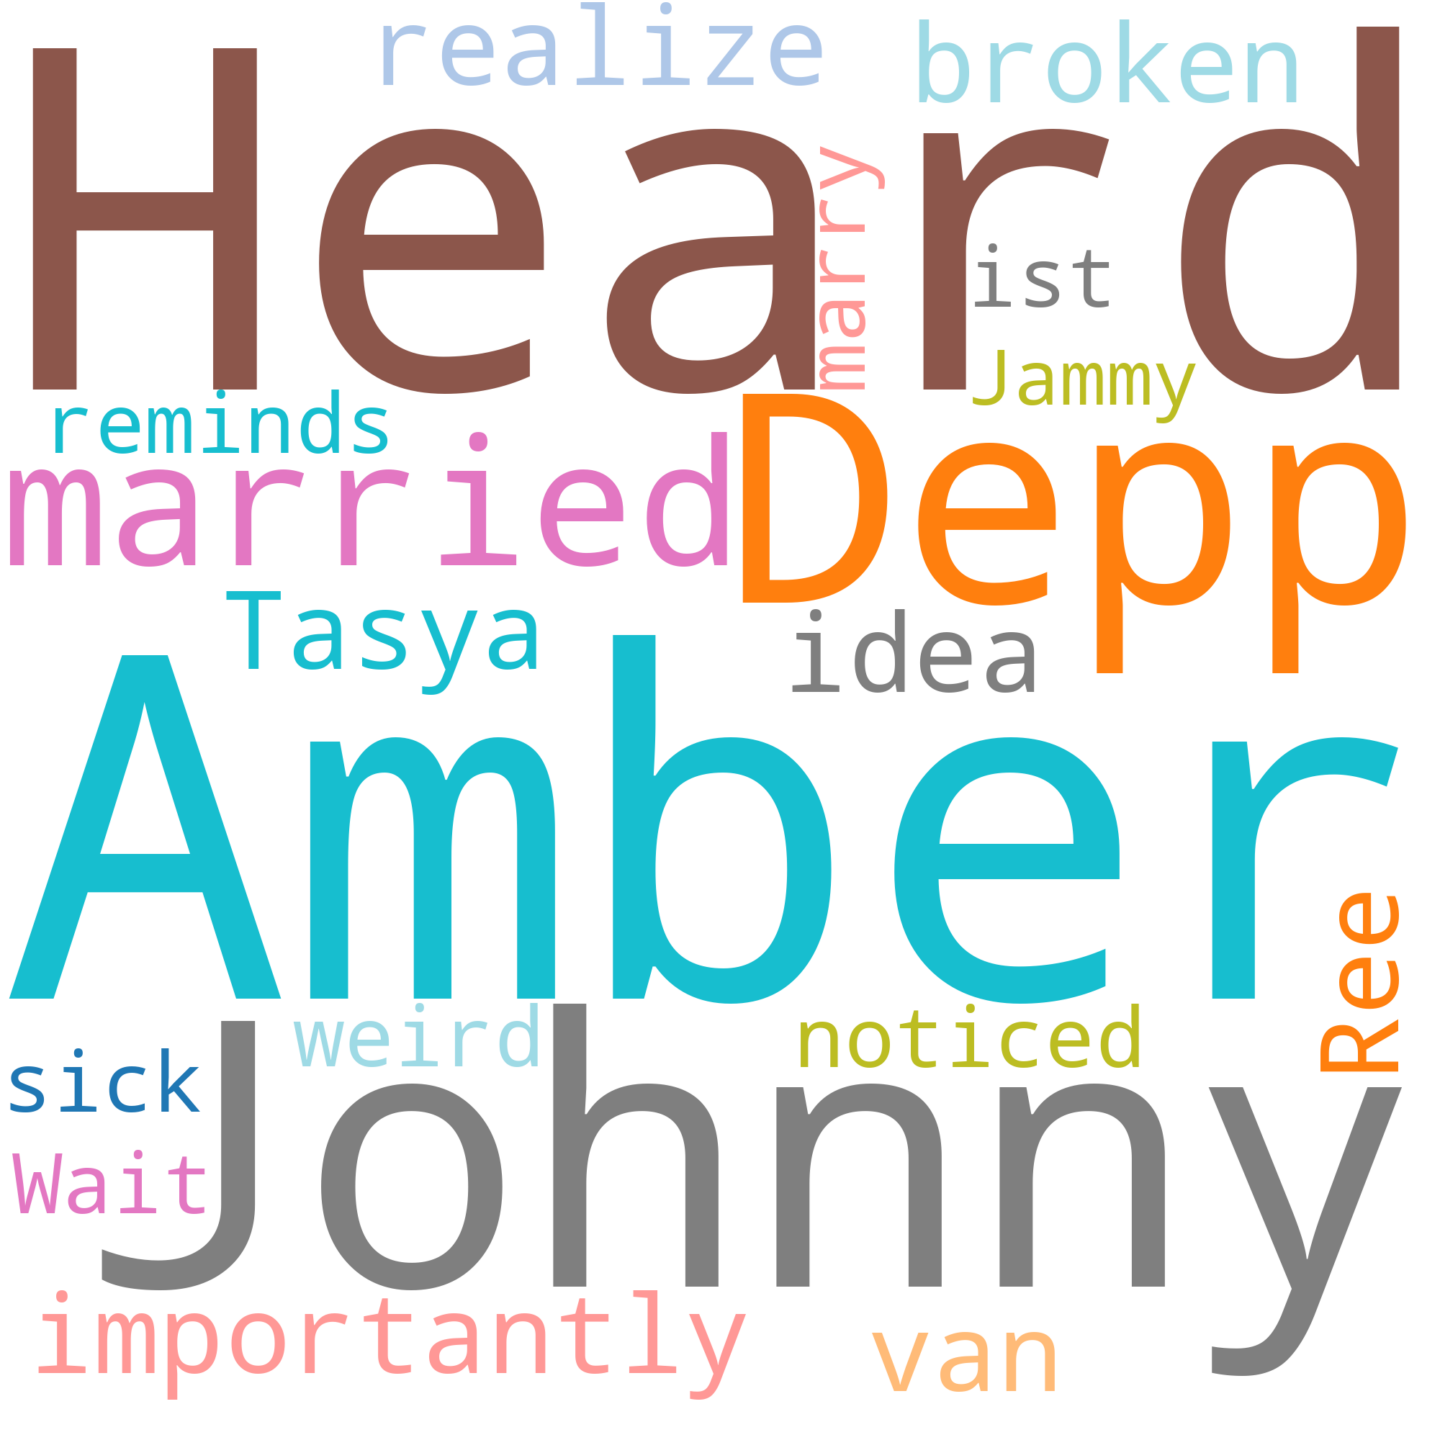 realize
broken
Heard
marry
ist
Jammy
reminds
married
Depp
Tasya
idea
Amber
Ree
weird
noticed
sick
Johnny
Wait
importantly
van